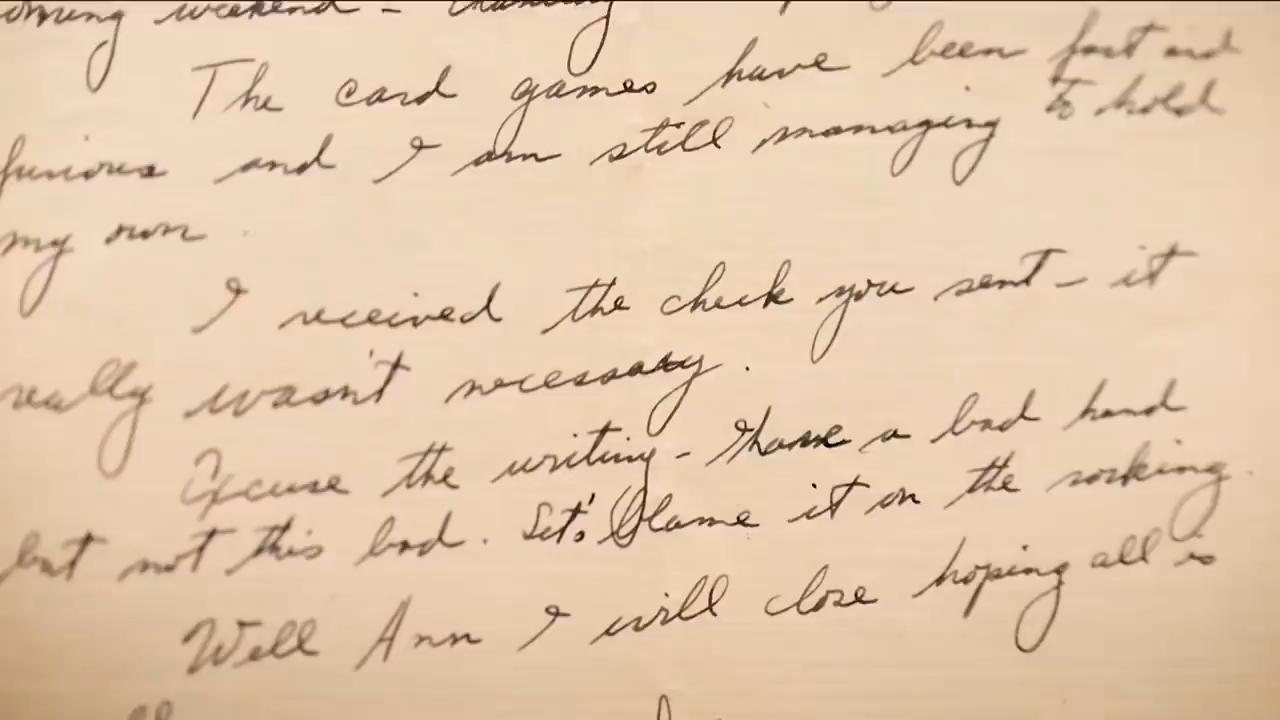 oming weekend -
The card games have been fast and
furious and I am still managing to hold
my own.
I received the check you sent - it
really wasn't necessary.
Excuse the writing - I have a bad hand
but not this bad. Let's blame it on the rocking.
Well Ann I will close hoping all is